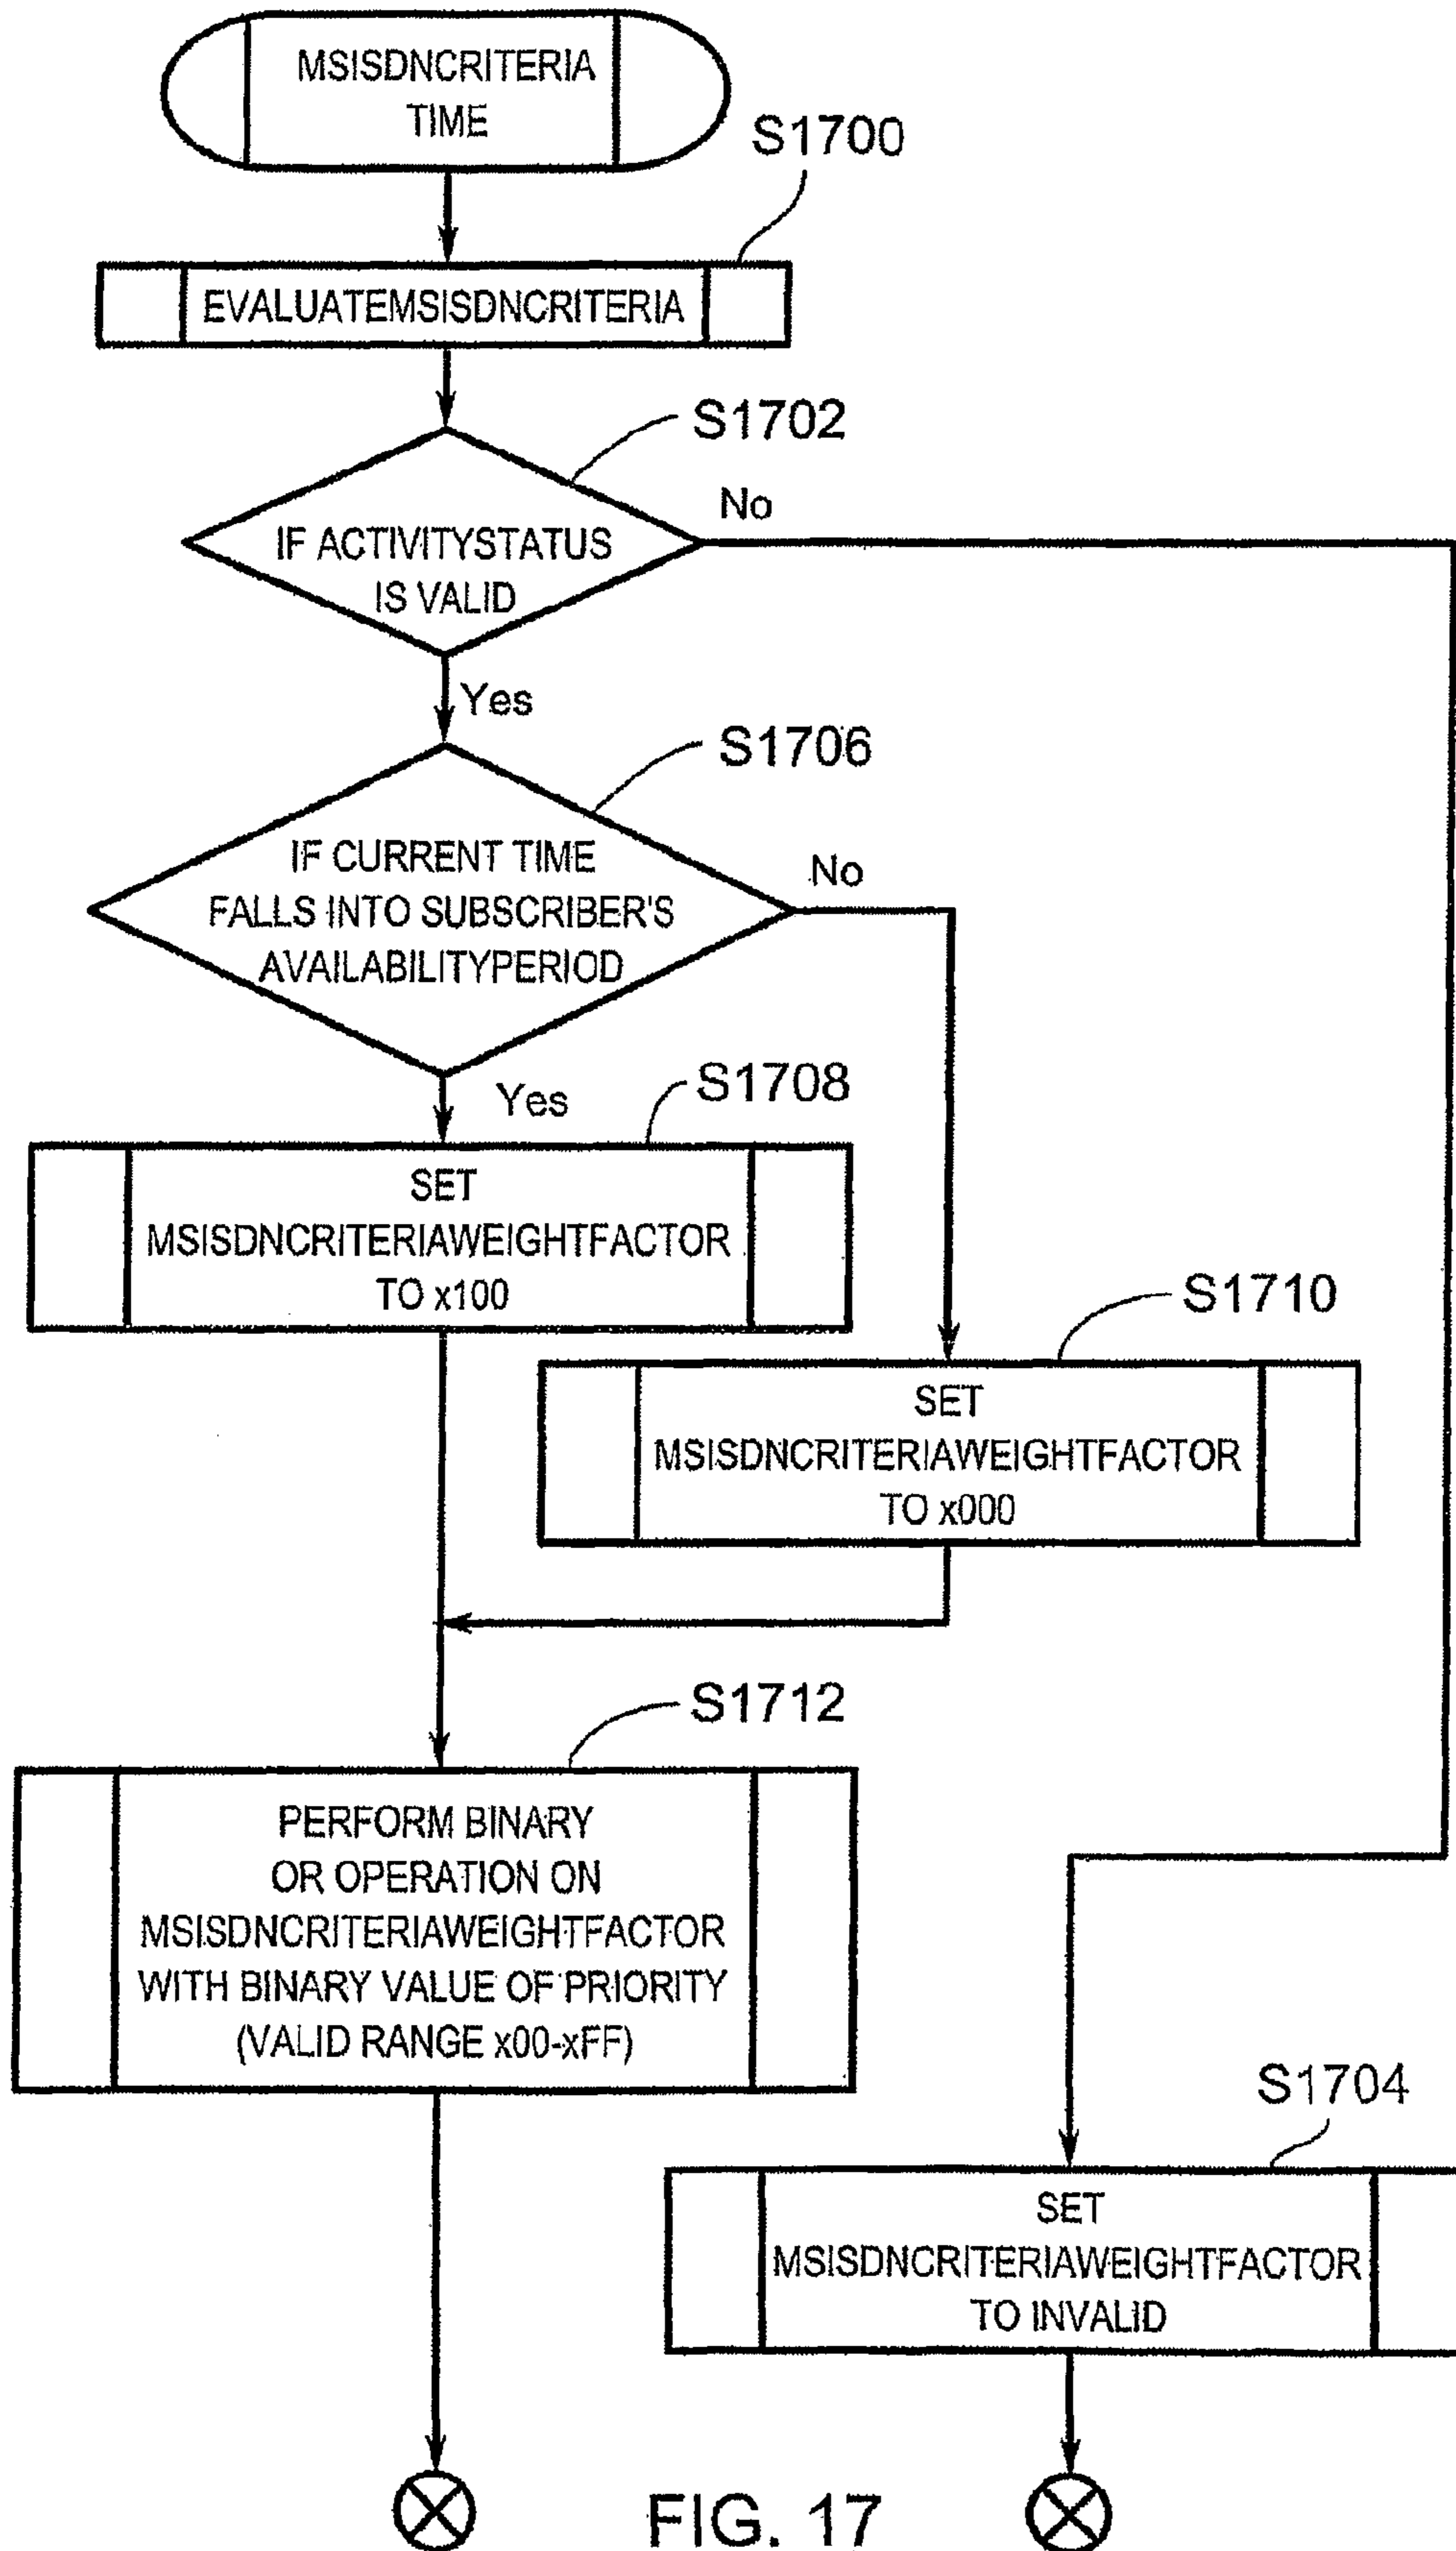 MSISDNCRITERIA
TIME
S1700
EVALUATEMSISDNCRITERIA
S1702
No
IF ACTIVITYSTATUS
IS VALID
Yes
S1706
IF CURRENT TIME
FALLS INTO SUBSCRIBER'S
AVAILABILITYPERIOD
No
Yes
S1708
SET
MSISDNCRITERIAWEIGHTFACTOR
TO x100
S1710
SET
MSISDNCRITERIAWEIGHTFACTOR
TO x000
S1712
PERFORM BINARY
OR OPERATION ON
MSISDNCRITERIAWEIGHTFACTOR
WITH BINARY VALUE OF PRIORITY
(VALID RANGE x00-xFF)
S1704
SET
MSISDNCRITERIAWEIGHTFACTOR
TO INVALID
FIG. 17